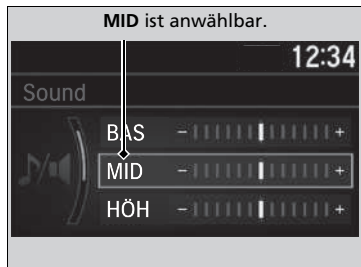 MID ist anwählbar.
12:34
Sound
BAS - +
MID - +
HÖH - +